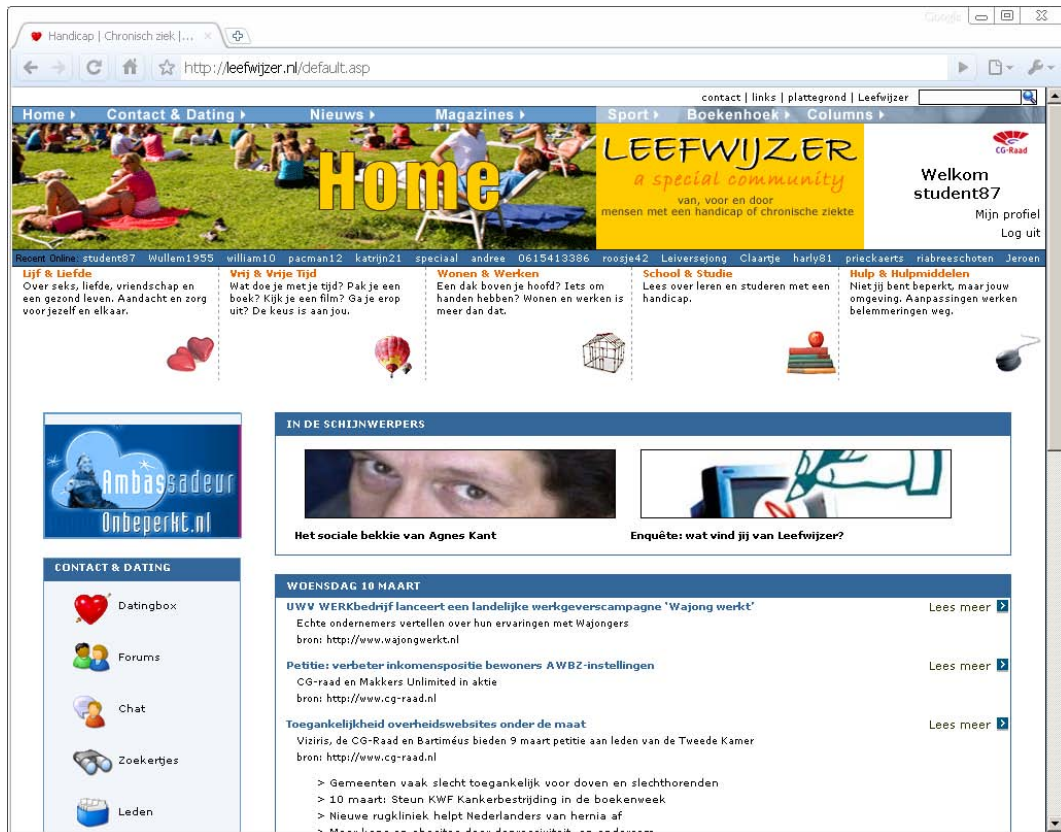 Google
Handicap | Chronisch ziek |...
http://leefwijzer.nl/default.asp
contact | links | plattegrond | Leefwijzer
Home Contact & Dating Nieuws Magazines Sport Boekenhoek Columns
Home
LEEFWIJZER
a special community
van, voor en door
mensen met een handicap of chronische ziekte
CG-Raad
Welkom
student87
Mijn profiel
Log uit
Recent Online: student87 Wullem1955 william10 pacman12 katrijn21 speciaal andree 0615413386 roosje42 Leiversejong Claartje harly81 prieckaerts riabreeschoten Jeroen
Lijf & Liefde
Over seks, liefde, vriendschap en
een gezond leven. Aandacht en zorg
voor jezelf en elkaar.
Vrij & Vrije Tijd
Wat doe je met je tijd? Pak je een
boek? Kijk je een film? Ga je erop
uit? De keus is aan jou.
Wonen & Werken
Een dak boven je hoofd? Iets om
handen hebben? Wonen en werken is
meer dan dat.
School & Studie
Lees over leren en studeren met een
handicap.
Hulp & Hulpmiddelen
Niet jij bent beperkt, maar jouw
omgeving. Aanpassingen werken
belemmeringen weg.
Ambassadeur
Onbeperkt.nl
CONTACT & DATING
Datingbox
Forums
Chat
Zoekertjes
Leden
IN DE SCHIJNWERPERS
Het sociale bekkie van Agnes Kant
Enquête: wat vind jij van Leefwijzer?
WOENSDAG 10 MAART
UWV WERKbedrijf lanceert een landelijke werkgeverscampagne 'Wajong werkt' Lees meer
Echte ondernemers vertellen over hun ervaringen met Wajongers
bron: http://www.wajongwerkt.nl
Petitie: verbeter inkomenspositie bewoners AWBZ-instellingen Lees meer
CG-raad en Makkers Unlimited in aktie
bron: http://www.cg-raad.nl
Toegankelijkheid overheidswebsites onder de maat Lees meer
Viziris, de CG-Raad en Bartiméus bieden 9 maart petitie aan leden van de Tweede Kamer
bron: http://www.cg-raad.nl
> Gemeenten vaak slecht toegankelijk voor doven en slechthorenden
> 10 maart: Steun KWF Kankerbestrijding in de boekenweek
> Nieuwe rugkliniek helpt Nederlanders van hernia af